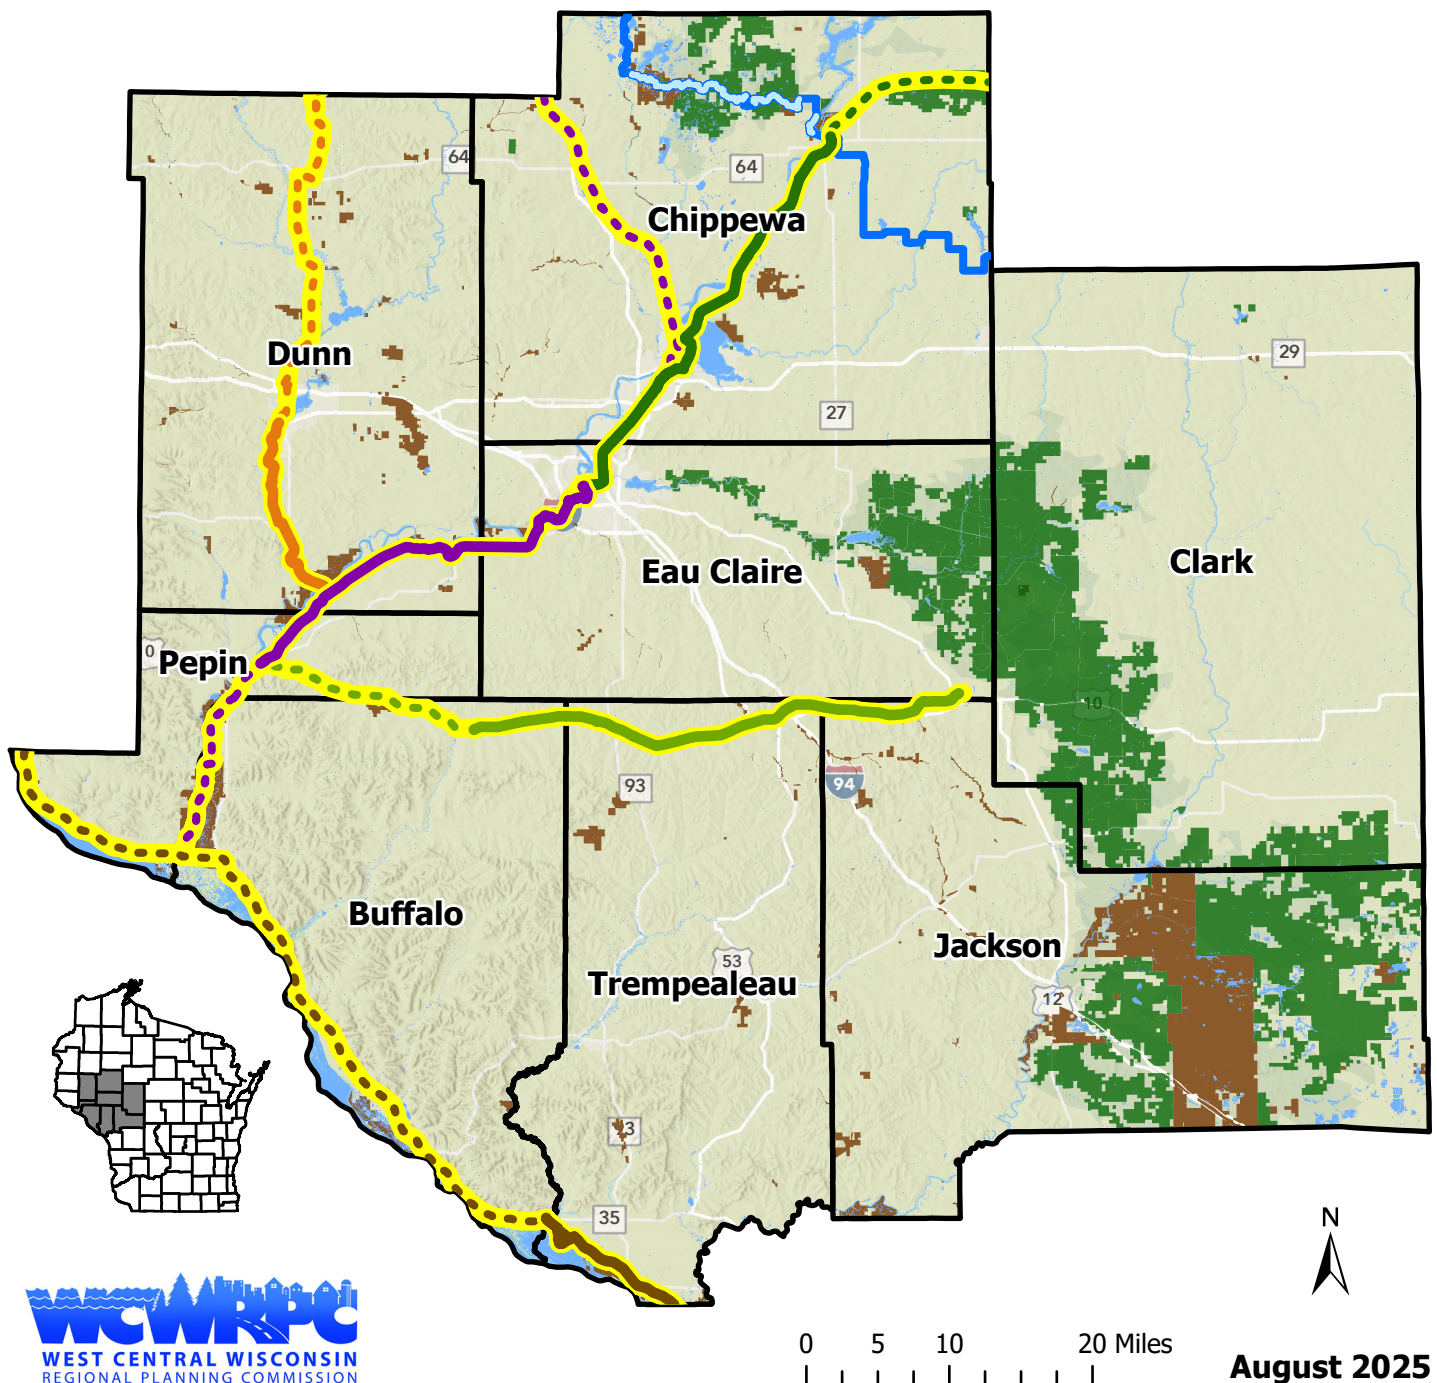 64
64
Chippewa
Dunn
29
27
Eau Claire
Clark
0
Pepin
10
93
94
Buffalo
Jackson
53
Trempealeau
12
3
35
N
WCWRPC
WEST CENTRAL WISCONSIN
REGIONAL PLANNING COMMISSION
0 5 10 20 Miles
August 2025